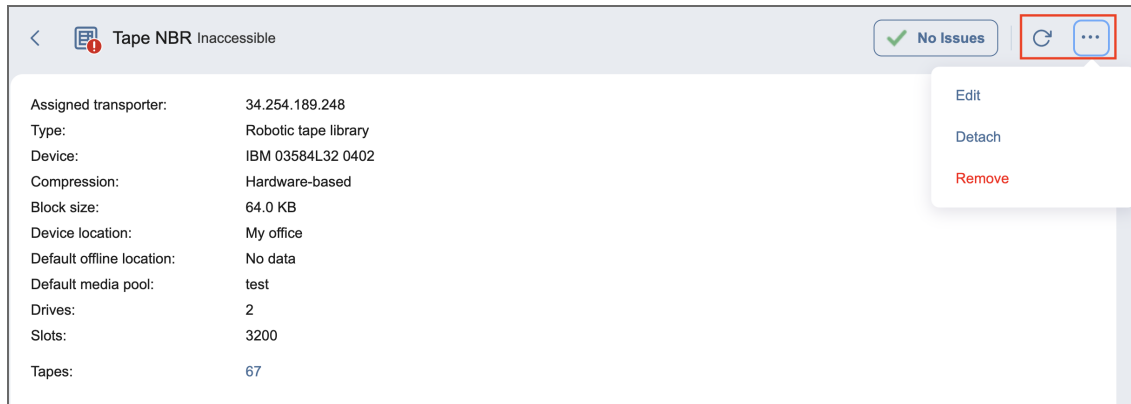 Tape NBR Inaccessible
No Issues
Edit
Detach
Remove
Assigned transporter: 34.254.189.248
Type: Robotic tape library
Device: IBM 03584L32 0402
Compression: Hardware-based
Block size: 64.0 KB
Device location: My office
Default offline location: No data
Default media pool: test
Drives: 2
Slots: 3200
Tapes: 67